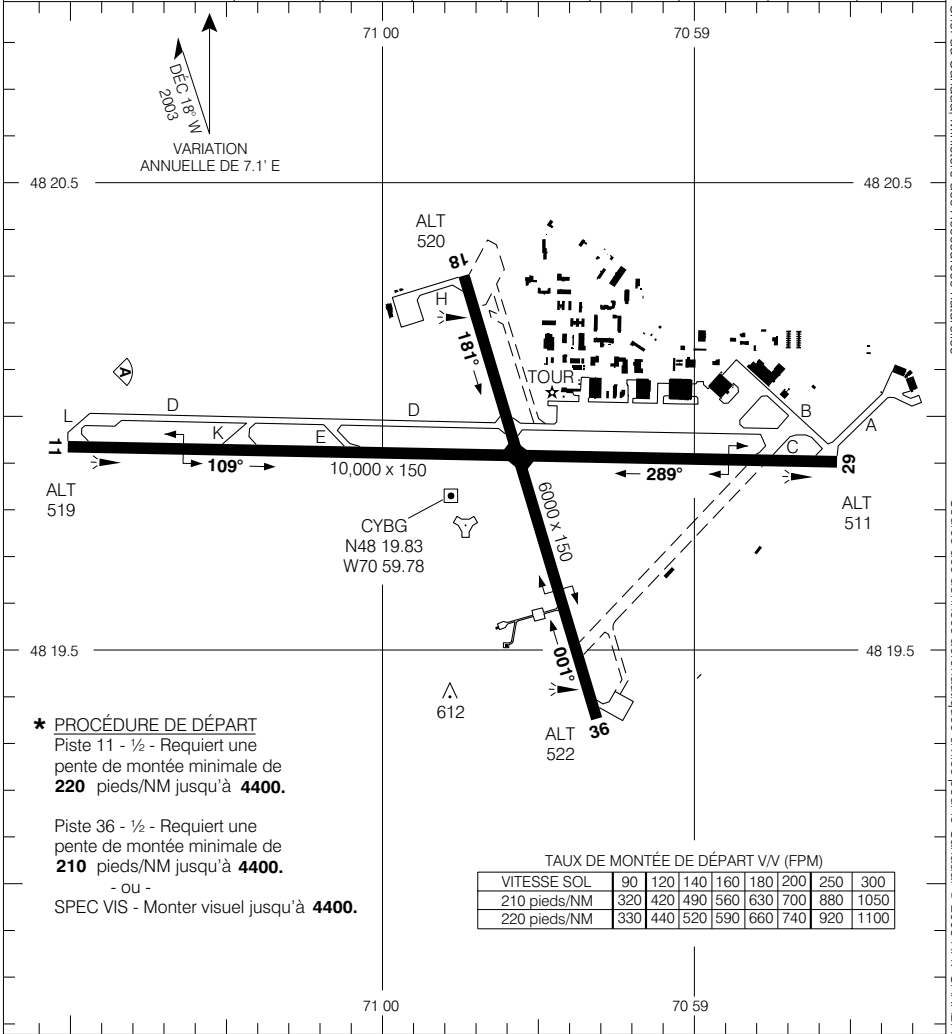 71 00
70 59
DÉC 18° W
2003
VARIATION
ANNUELLE DE 7.1' E
48 20.5
48 20.5
ALT
520
18
H
181°
TOUR
A
L
D
D
K
E
B
A
C
11
109°
10,000 x 150
289°
29
ALT
519
ALT
511
6000 x 150
CYBG
N48 19.83
W70 59.78
48 19.5
48 19.5
001°
612
ALT
522
36
* PROCÉDURE DE DÉPART
Piste 11 - ½ - Requiert une
pente de montée minimale de
220 pieds/NM jusqu'à 4400.
Piste 36 - ½ - Requiert une
pente de montée minimale de
210 pieds/NM jusqu'à 4400.
- ou -
SPEC VIS - Monter visuel jusqu'à 4400.
TAUX DE MONTÉE DE DÉPART V/V (FPM)
VITESSE SOL 90 120 140 160 180 200 250 300
210 pieds/NM 320 420 490 560 630 700 880 1050
220 pieds/NM 330 440 520 590 660 740 920 1100
71 00
70 59